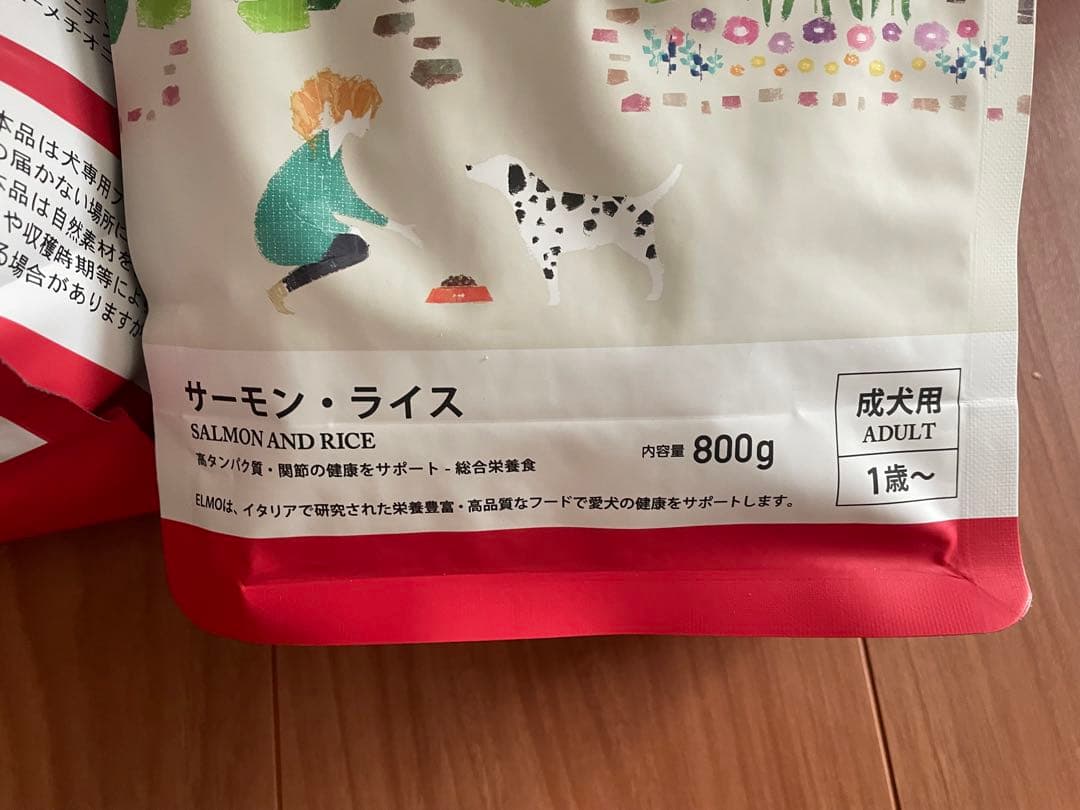 本品は犬専用フ
の届かない場所に
本品は自然素材を
や収穫時期等によ
る場合がありますが
サーモン・ライス
SALMON AND RICE
高タンパク質・関節の健康をサポート - 総合栄養食
内容量 800g
成犬用
ADULT
1歳～
ELMOは、イタリアで研究された栄養豊富・高品質なフードで愛犬の健康をサポートします。